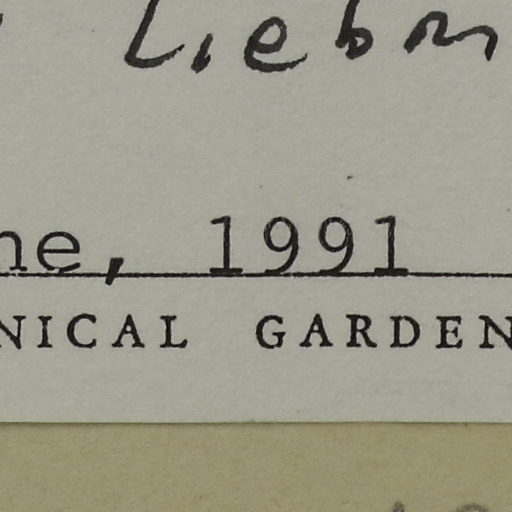 Liebm
ne, 1991
NICAL GARDEN